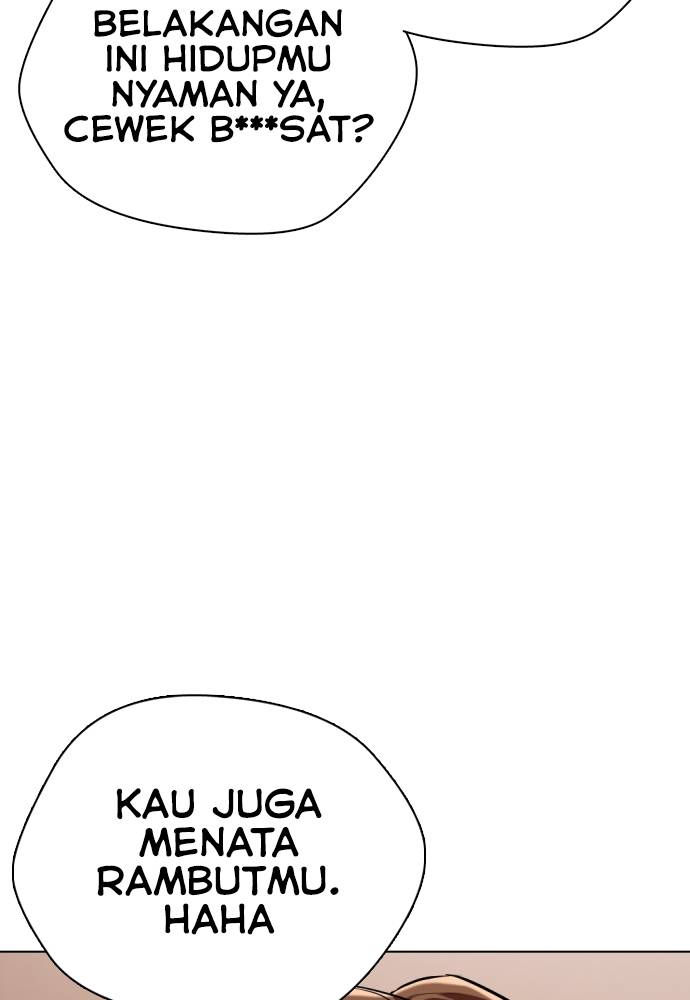 BELAKANGAN
INI HIDUPMU
NYAMAN YA,
CEWEK B***SAT?
KAU JUGA
MENATA
RAMBUTMU.
HAHA